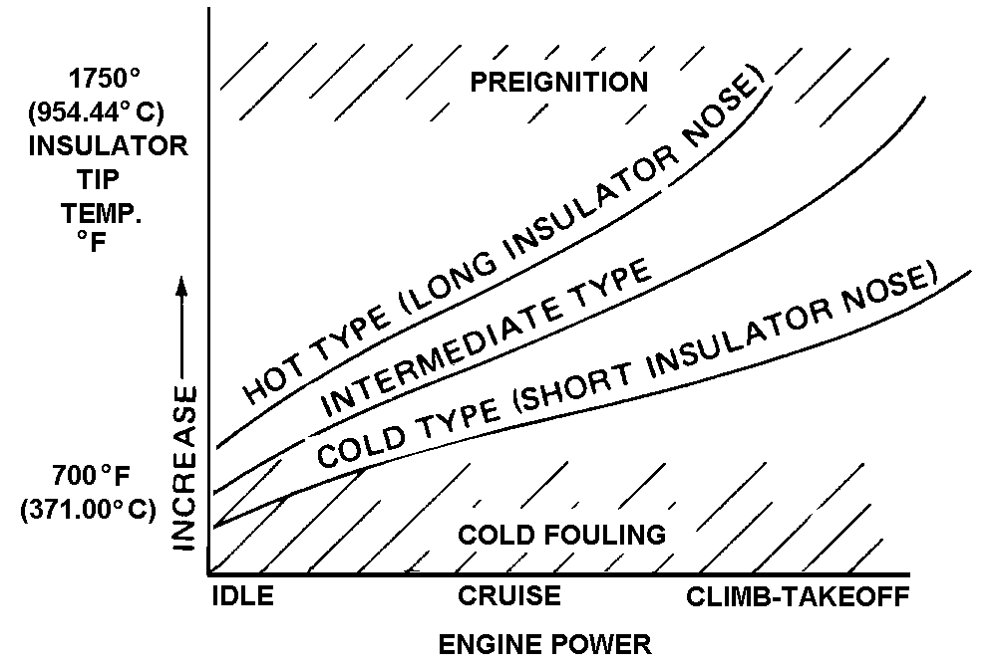 1750°
(954.44° C)
INSULATOR
TIP
TEMP.
°F
INCREASE
700°F
(371.00° C)
PREIGNITION
HOT TYPE (LONG INSULATOR NOSE)
INTERMEDIATE TYPE
COLD TYPE (SHORT INSULATOR NOSE)
COLD FOULING
IDLE
CRUISE
CLIMB-TAKEOFF
ENGINE POWER